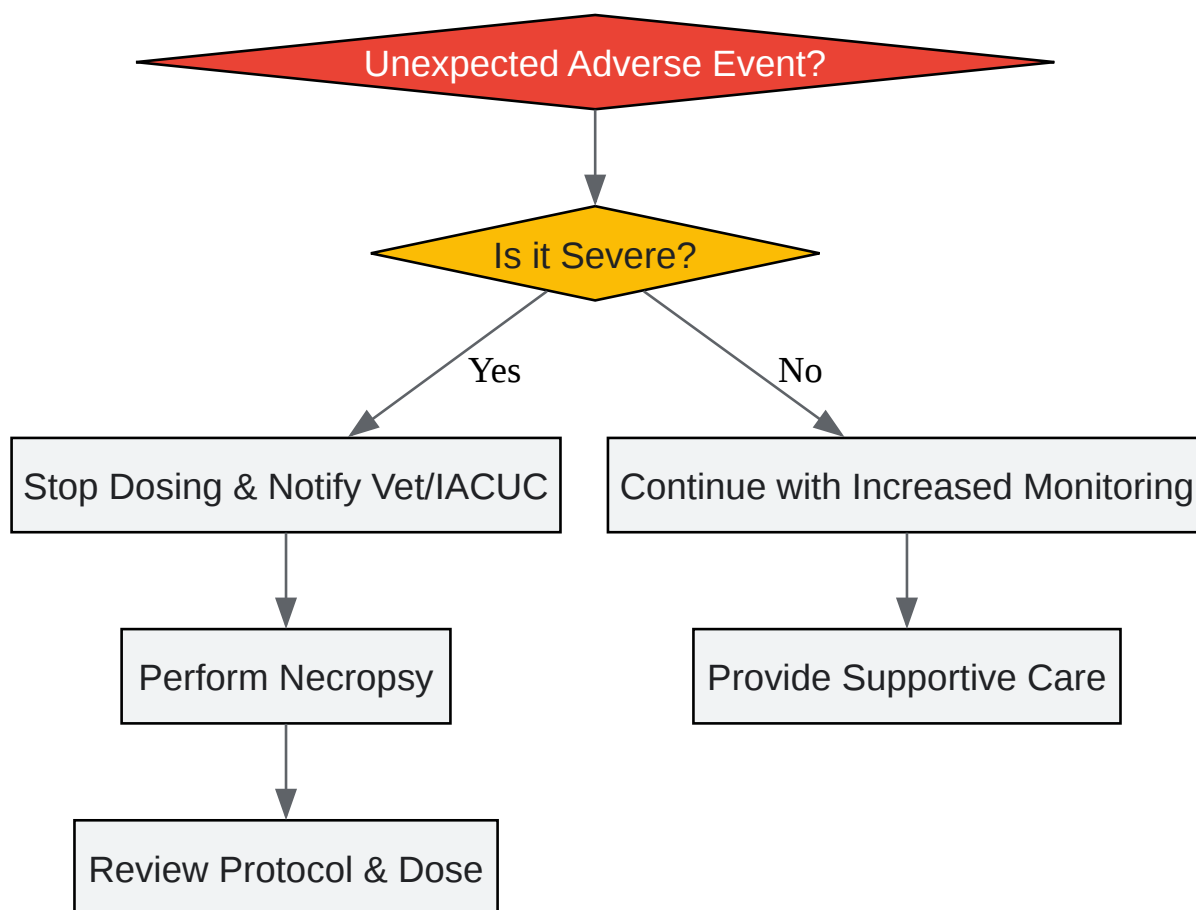 Unexpected Adverse Event?
Is it Severe?
Yes
No
Stop Dosing & Notify Vet/IACUC
Continue with Increased Monitoring
Perform Necropsy
Provide Supportive Care
Review Protocol & Dose